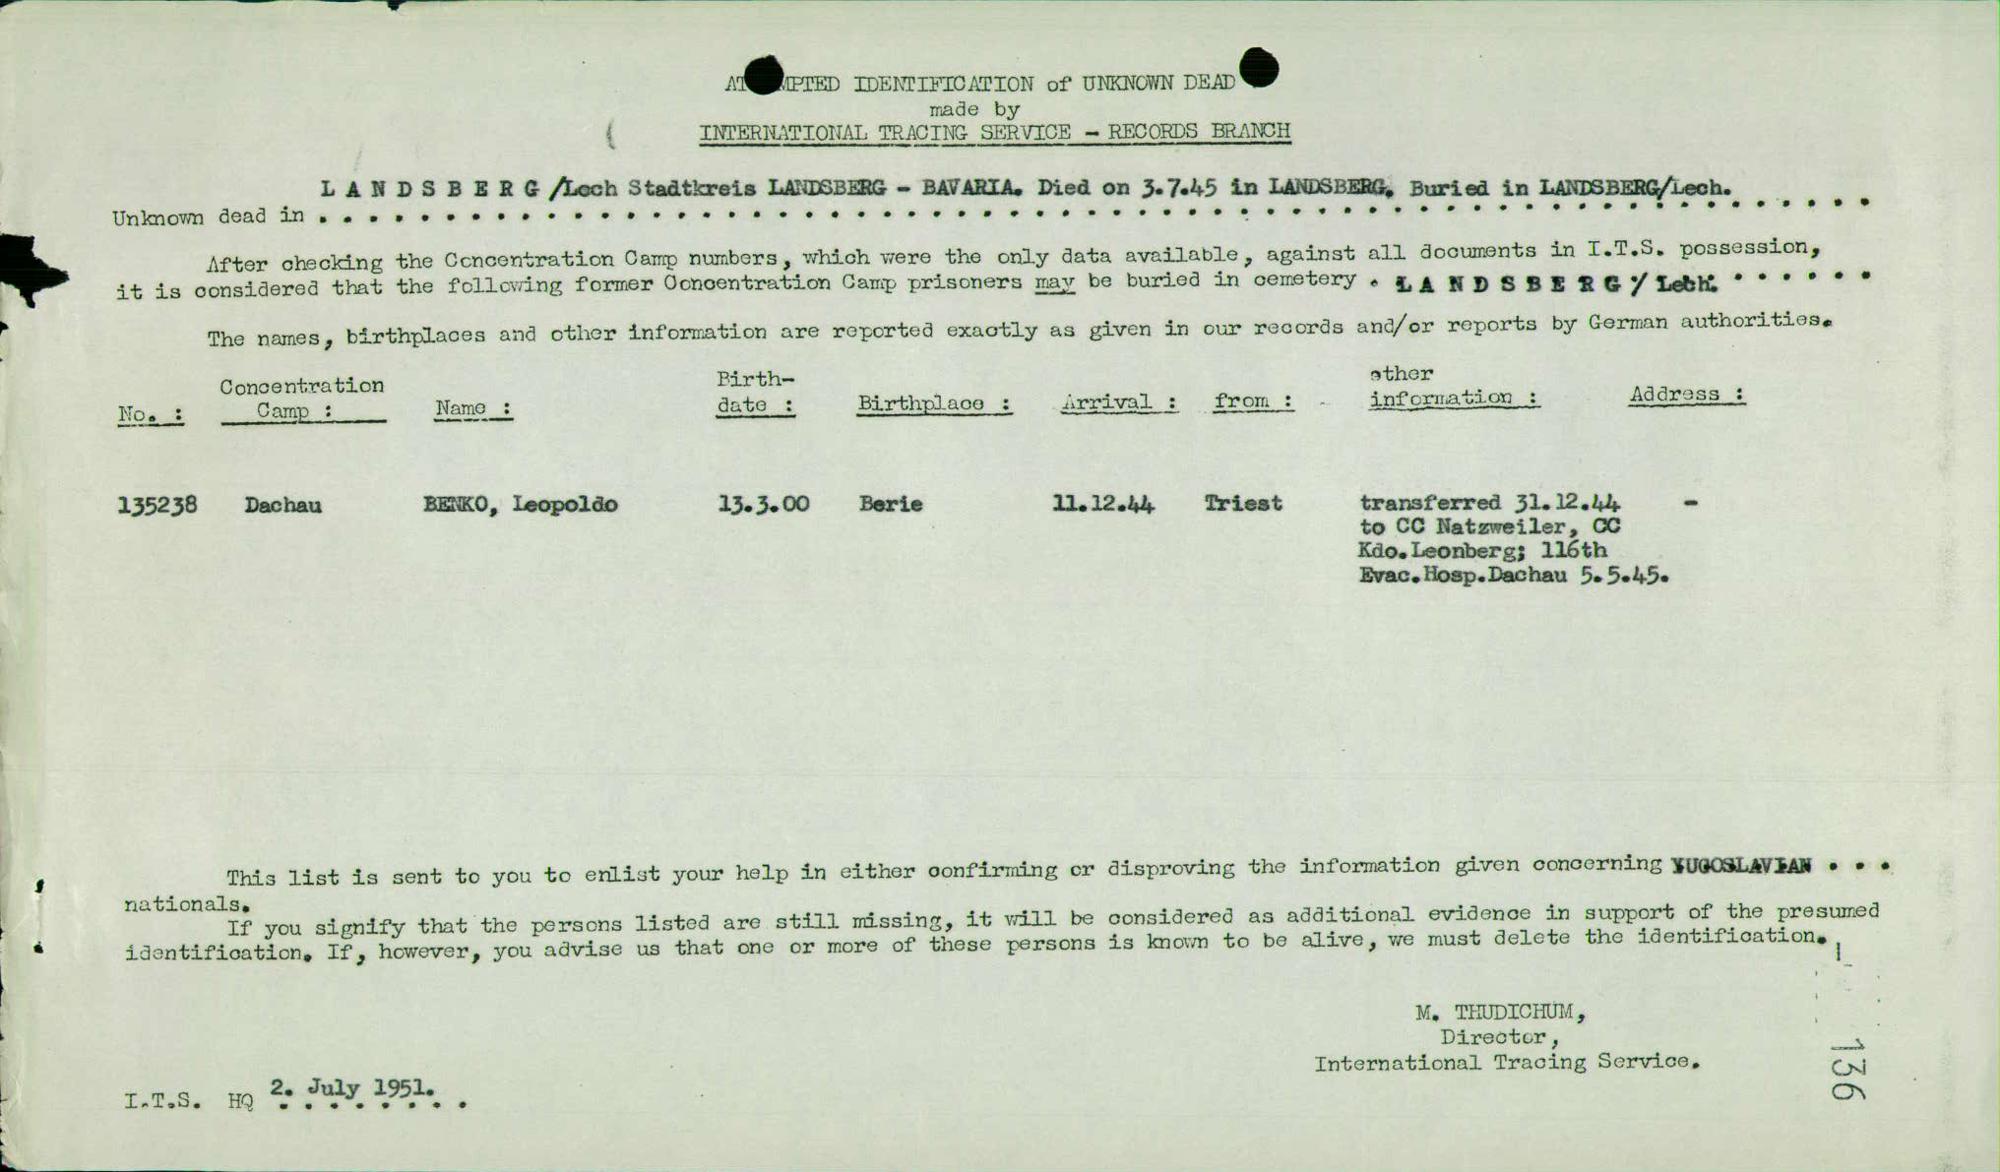 ATTEMPTED IDENTIFICATION of UNKNOWN DEAD
made by
INTERNATIONAL TRACING SERVICE - RECORDS BRANCH
L A N D S B E R G /Lech Stadtkreis LANDSBERG - BAVARIA. Died on 3.7.45 in LANDSBERG. Buried in LANDSBERG/Lech.
Unknown dead in . . . . . . . . . . . . . . . . . . . . . . . . . . . . . . . . . . . . . . . . . . . . . . . . . . . . . . . . . . . .
After checking the Concentration Camp numbers, which were the only data available, against all documents in I.T.S. possession,
it is considered that the following former Concentration Camp prisoners may be buried in cemetery . L A N D S B E R G / Lech. . . . . . .
The names, birthplaces and other information are reported exactly as given in our records and/or reports by German authorities.
No. : Concentration Camp : Name : Birth-date : Birthplace : Arrival : from : other information : Address :
135238 Dachau BENKO, Leopoldo 13.3.00 Berie 11.12.44 Triest transferred 31.12.44 -
to CC Natzweiler, CC
Kdo.Leonberg; 116th
Evac.Hosp.Dachau 5.5.45.
This list is sent to you to enlist your help in either confirming or disproving the information given concerning YUGOSLAVIAN . . .
nationals.
If you signify that the persons listed are still missing, it will be considered as additional evidence in support of the presumed
identification. If, however, you advise us that one or more of these persons is known to be alive, we must delete the identification.
M. THUDICHUM,
Director,
International Tracing Service.
I.T.S. HQ 2. July 1951.
136